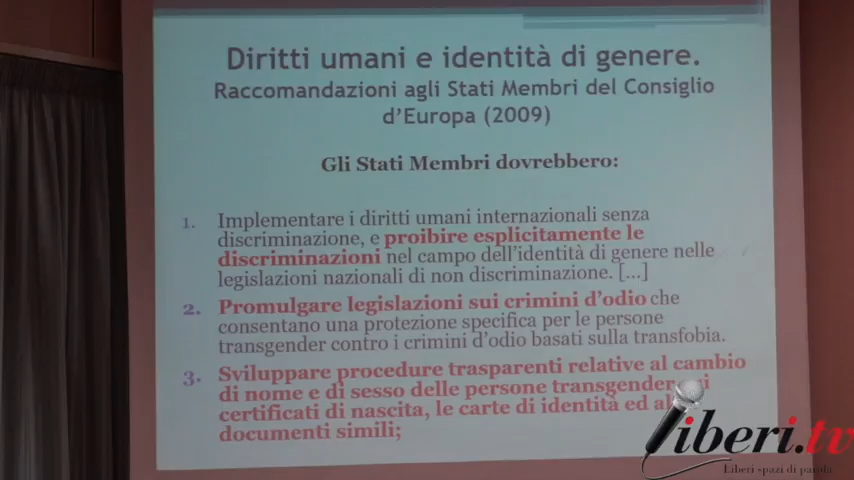 Diritti umani e identità di genere.
Raccomandazioni agli Stati Membri del Consiglio
d'Europa (2009)
Gli Stati Membri dovrebbero:
1. Implementare i diritti umani internazionali senza
discriminazione, e proibire esplicitamente le
discriminazioni nel campo dell'identità di genere nelle
legislazioni nazionali di non discriminazione. [...]
2. Promulgare legislazioni sui crimini d'odio che
consentano una protezione specifica per le persone
transgender contro i crimini d'odio basati sulla transfobia.
3. Sviluppare procedure trasparenti relative al cambio
di nome e di sesso delle persone transgender
certificati di nascita, le carte di identità ed
documenti simili;
liberi.tv
Liberi spazi di parola